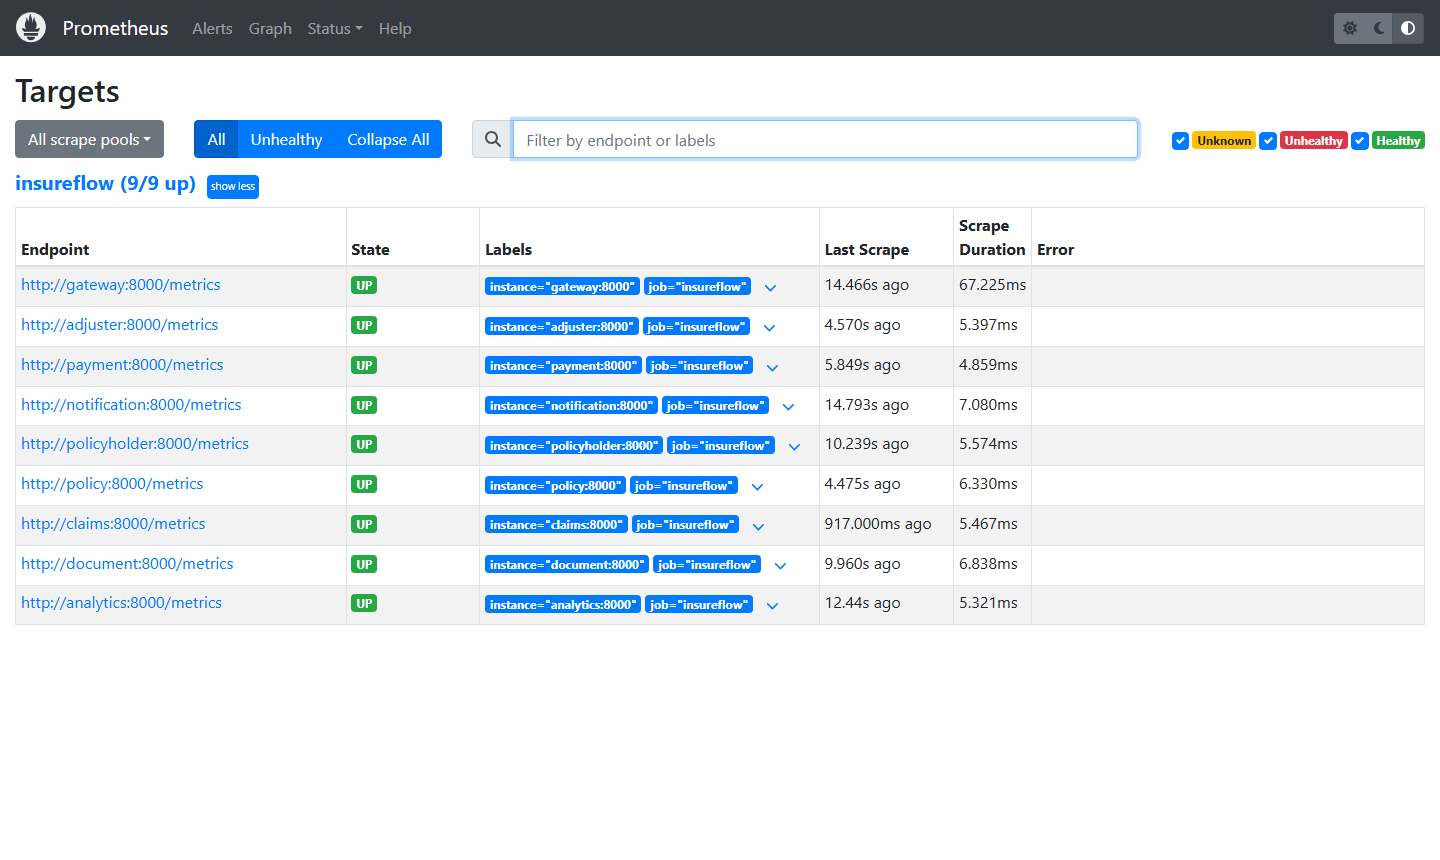 Prometheus Alerts Graph Status Help
Targets
All scrape pools All Unhealthy Collapse All Filter by endpoint or labels Unknown Unhealthy Healthy
insureflow (9/9 up) show less
Endpoint State Labels Last Scrape Scrape Duration Error
http://gateway:8000/metrics UP instance="gateway:8000" job="insureflow" 14.466s ago 67.225ms
http://adjuster:8000/metrics UP instance="adjuster:8000" job="insureflow" 4.570s ago 5.397ms
http://payment:8000/metrics UP instance="payment:8000" job="insureflow" 5.849s ago 4.859ms
http://notification:8000/metrics UP instance="notification:8000" job="insureflow" 14.793s ago 7.080ms
http://policyholder:8000/metrics UP instance="policyholder:8000" job="insureflow" 10.239s ago 5.574ms
http://policy:8000/metrics UP instance="policy:8000" job="insureflow" 4.475s ago 6.330ms
http://claims:8000/metrics UP instance="claims:8000" job="insureflow" 917.000ms ago 5.467ms
http://document:8000/metrics UP instance="document:8000" job="insureflow" 9.960s ago 6.838ms
http://analytics:8000/metrics UP instance="analytics:8000" job="insureflow" 12.44s ago 5.321ms